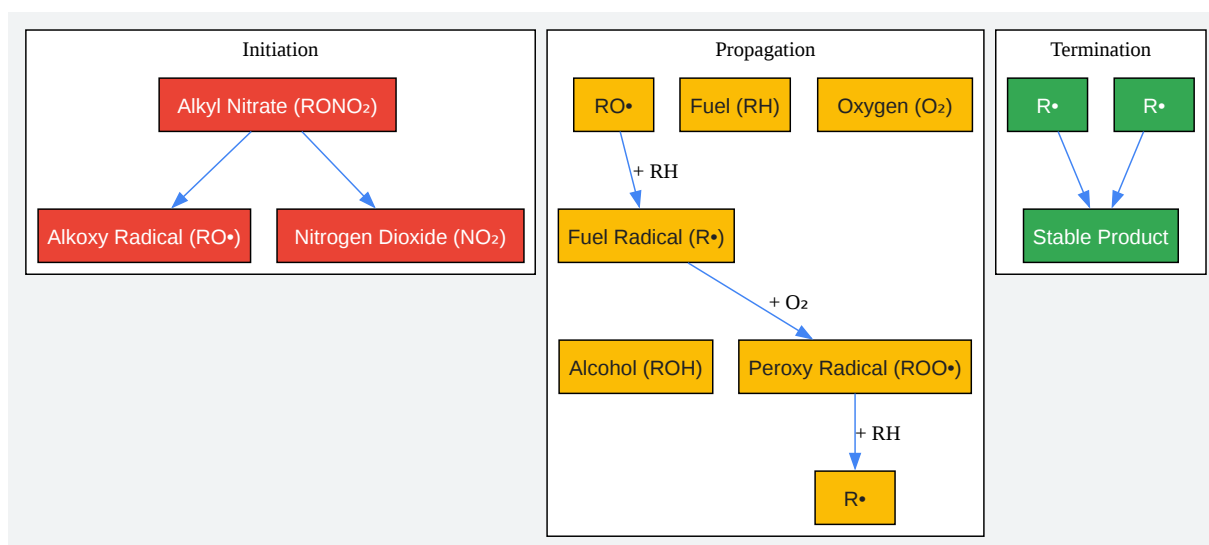 Initiation
Alkyl Nitrate (RONO₂)
Alkoxy Radical (RO•)
Nitrogen Dioxide (NO₂)
Propagation
RO•
Fuel (RH)
Oxygen (O₂)
+ RH
Fuel Radical (R•)
+ O₂
Alcohol (ROH)
Peroxy Radical (ROO•)
+ RH
R•
Termination
R•
R•
Stable Product